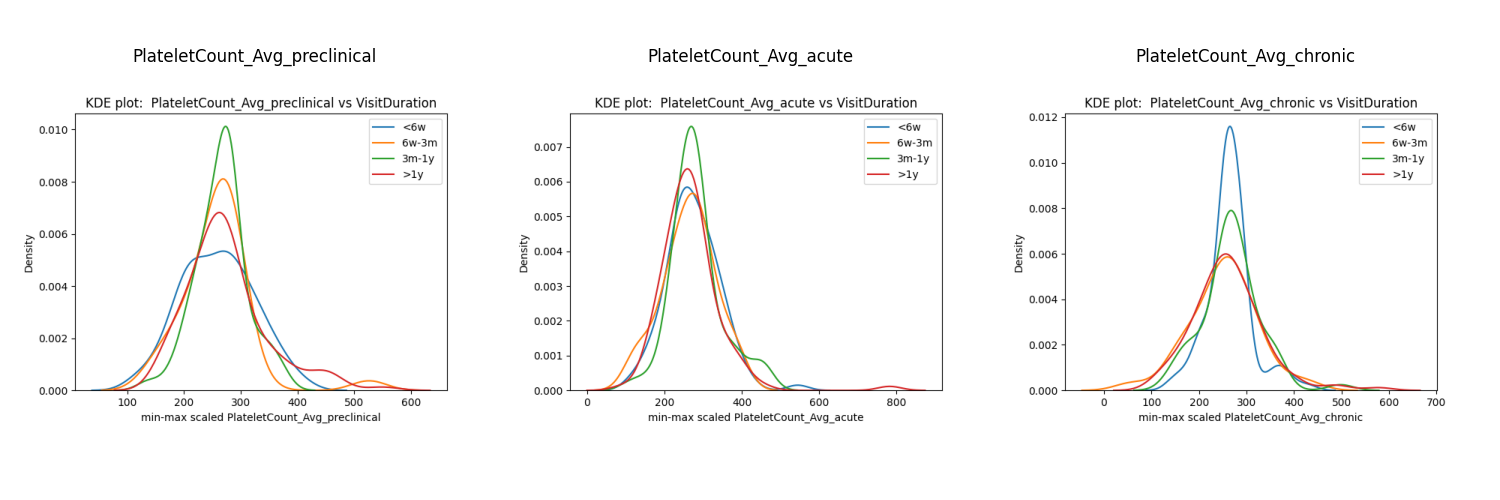 PlateletCount_Avg_preclinical
KDE plot:  PlateletCount_Avg_preclinical vs VisitDuration
<6w
6w-3m
3m-1y
>1y
0.010
0.008
0.006
0.004
0.002
0.000
Density
100 200 300 400 500 600
min-max scaled PlateletCount_Avg_preclinical
PlateletCount_Avg_acute
KDE plot:  PlateletCount_Avg_acute vs VisitDuration
<6w
6w-3m
3m-1y
>1y
0.007
0.006
0.005
0.004
0.003
0.002
0.001
0.000
Density
0 200 400 600 800
min-max scaled PlateletCount_Avg_acute
PlateletCount_Avg_chronic
KDE plot:  PlateletCount_Avg_chronic vs VisitDuration
<6w
6w-3m
3m-1y
>1y
0.012
0.010
0.008
0.006
0.004
0.002
0.000
Density
0 100 200 300 400 500 600 700
min-max scaled PlateletCount_Avg_chronic